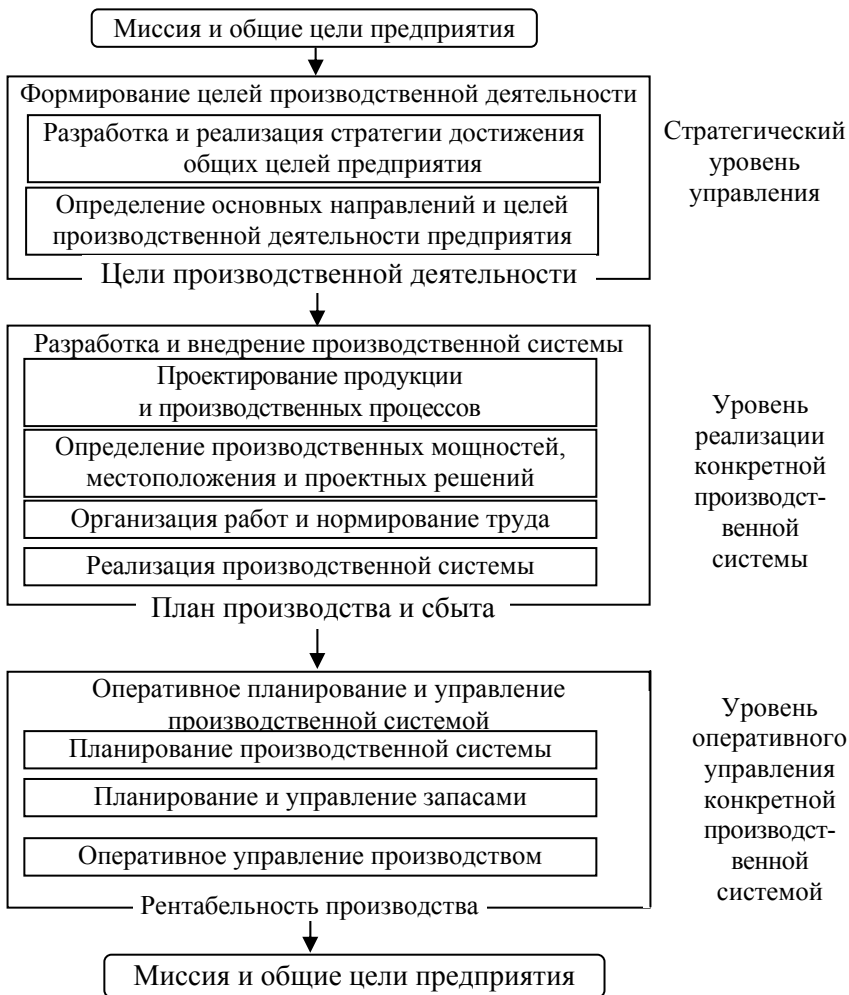 Миссия и общие цели предприятия
Формирование целей производственной деятельности
Разработка и реализация стратегии достижения
общих целей предприятия
Определение основных направлений и целей
производственной деятельности предприятия
Цели производственной деятельности
Стратегический
уровень
управления
Разработка и внедрение производственной системы
Проектирование продукции
и производственных процессов
Определение производственных мощностей,
местоположения и проектных решений
Организация работ и нормирование труда
Реализация производственной системы
План производства и сбыта
Уровень
реализации
конкретной
производст-
венной
системы
Оперативное планирование и управление
производственной системой
Планирование производственной системы
Планирование и управление запасами
Оперативное управление производством
Рентабельность производства
Уровень
оперативного
управления
конкретной
производст-
венной
системой
Миссия и общие цели предприятия